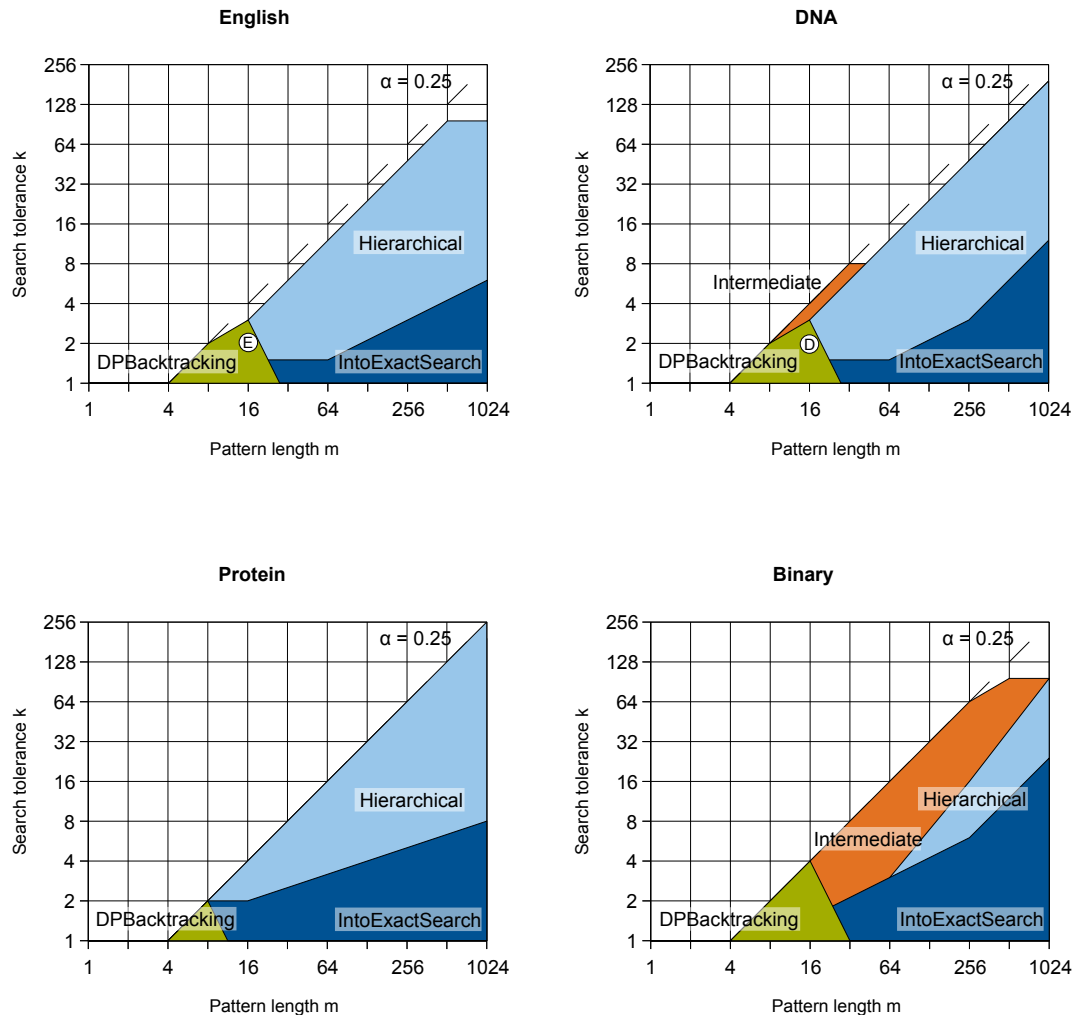 English
256
128
64
32
16
8
4
2
1
Search tolerance k
α = 0.25
Hierarchical
E
DPBacktracking
IntoExactSearch
1 4 16 64 256 1024
Pattern length m
DNA
256
128
64
32
16
8
4
2
1
Search tolerance k
α = 0.25
Hierarchical
Intermediate
D
DPBacktracking
IntoExactSearch
1 4 16 64 256 1024
Pattern length m
Protein
256
128
64
32
16
8
4
2
1
Search tolerance k
α = 0.25
Hierarchical
DPBacktracking
IntoExactSearch
1 4 16 64 256 1024
Pattern length m
Binary
256
128
64
32
16
8
4
2
1
Search tolerance k
α = 0.25
Hierarchical
Intermediate
DPBacktracking
IntoExactSearch
1 4 16 64 256 1024
Pattern length m